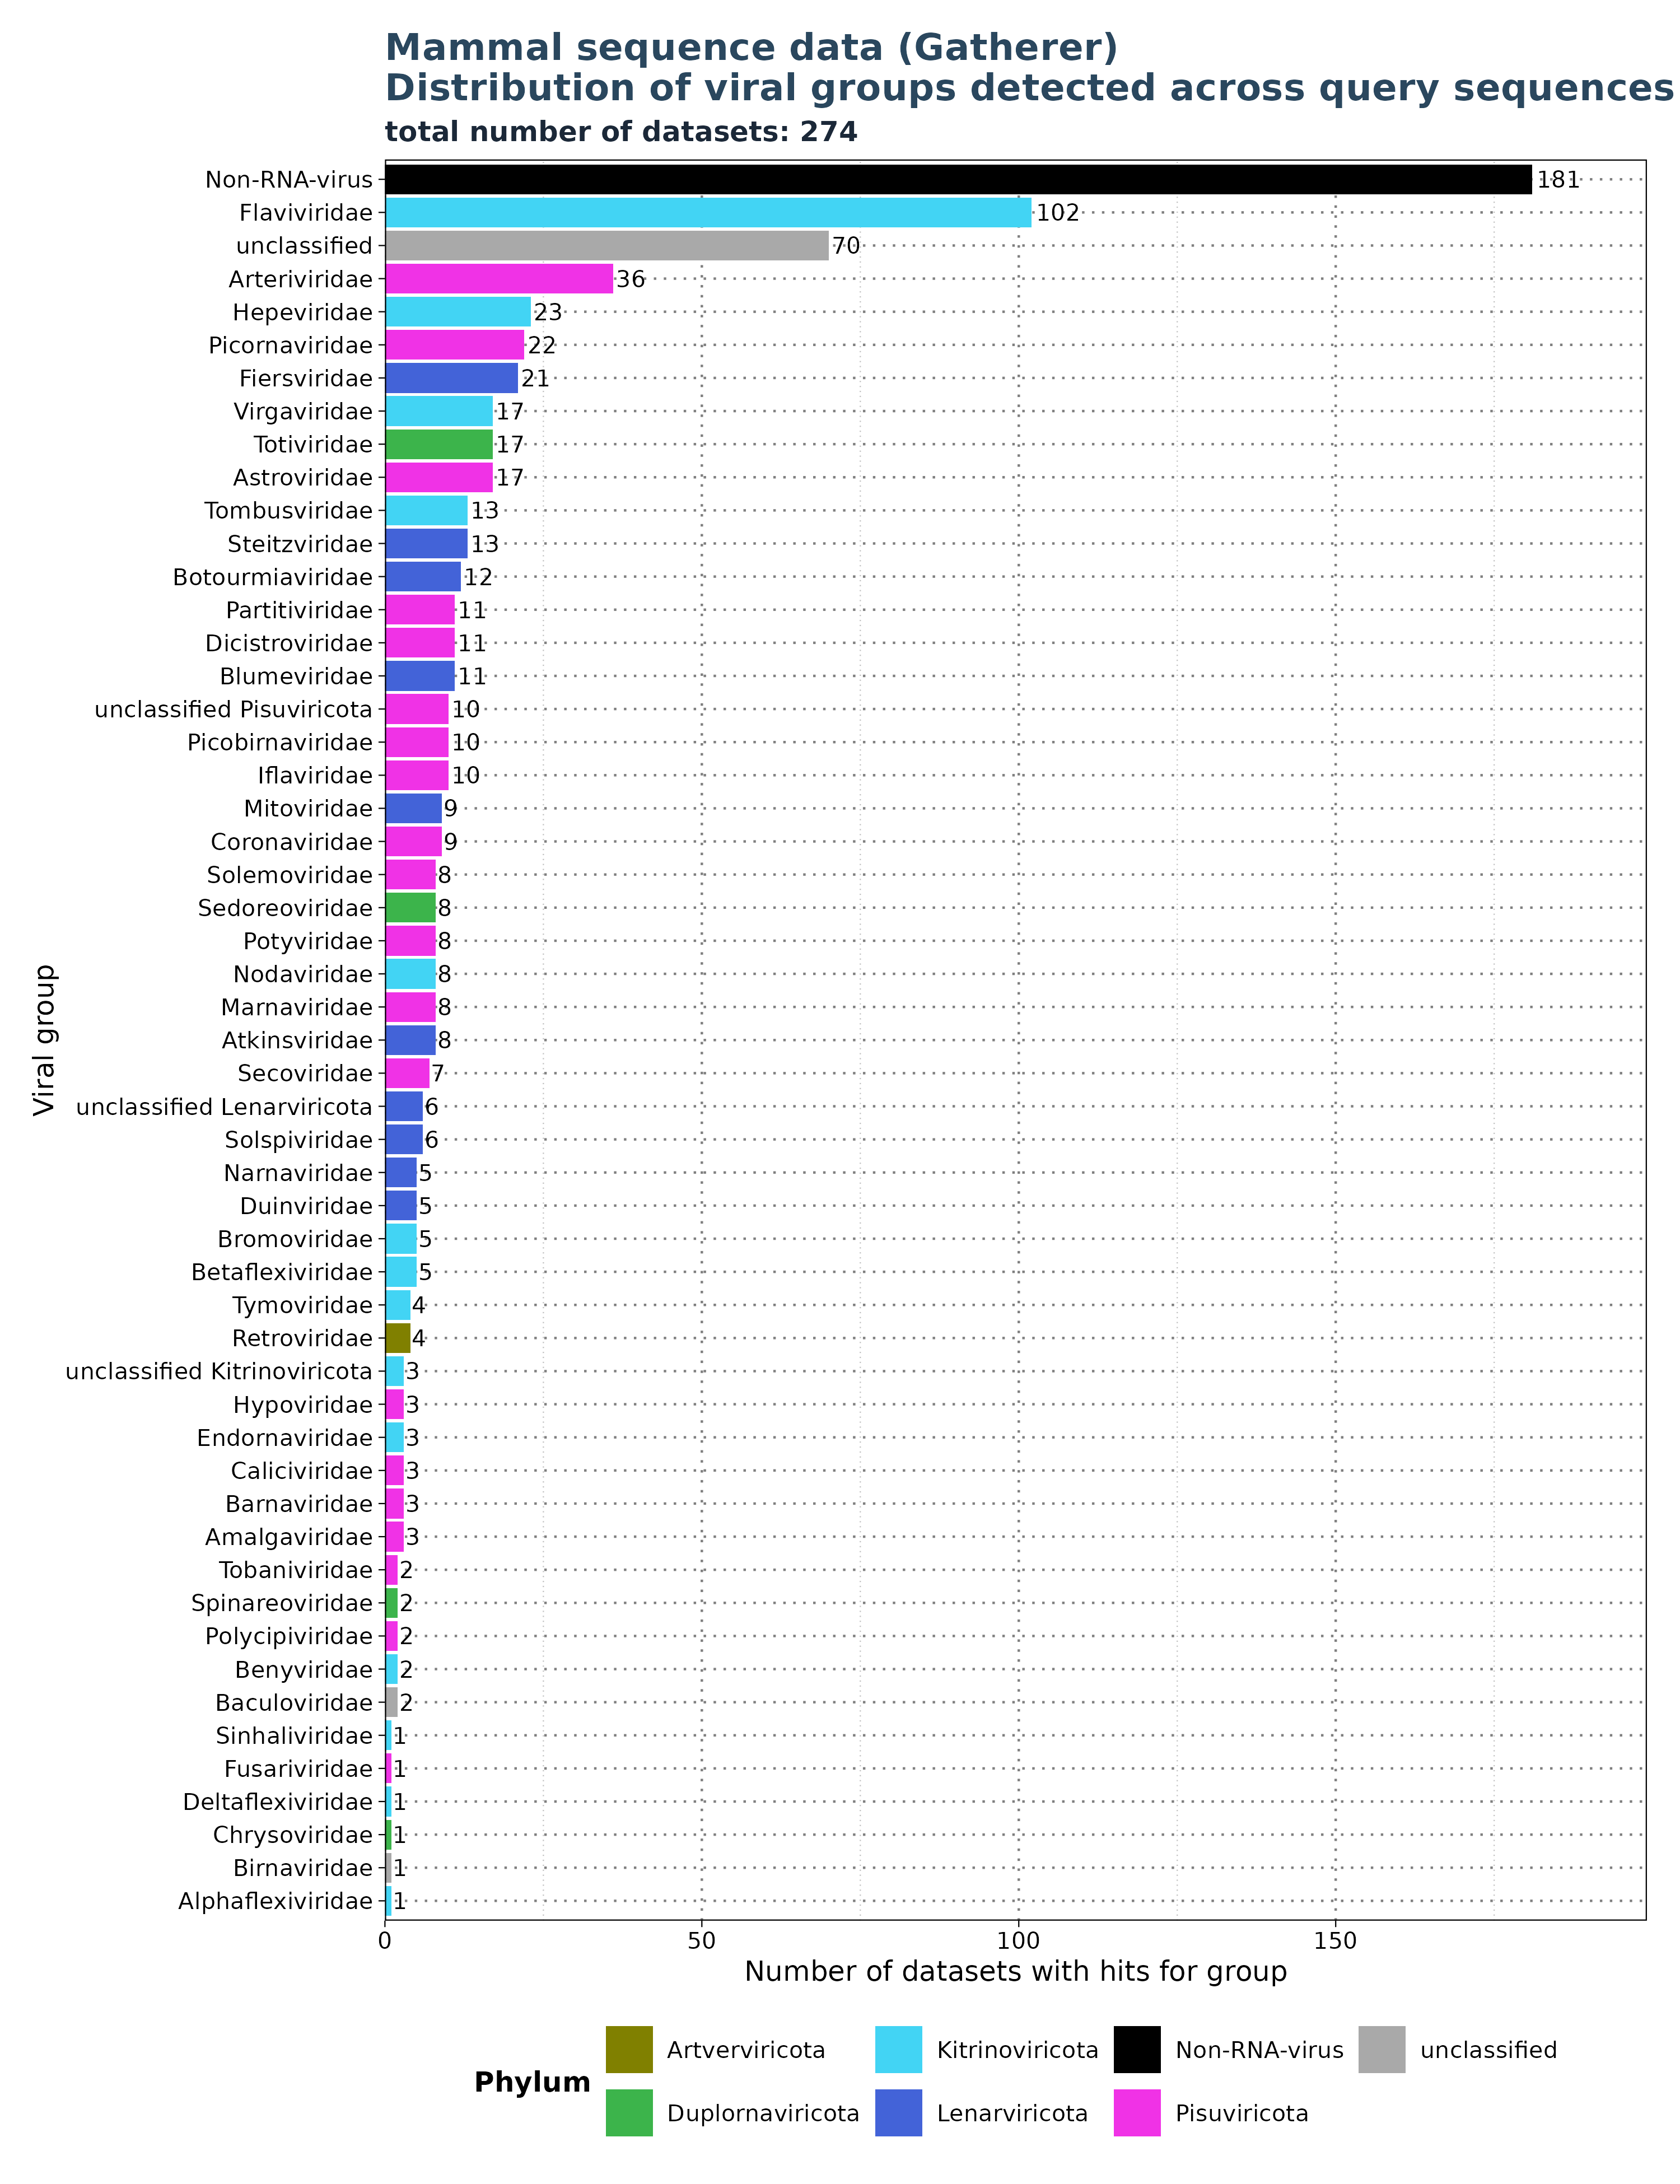 Mammal sequence data (Gatherer)
Distribution of viral groups detected across query sequences
total number of datasets: 274
Non-RNA-virus 181
Flaviviridae 102
unclassified 70
Arteriviridae 36
Hepeviridae 23
Picornaviridae 22
Fiersviridae 21
Virgaviridae 17
Totiviridae 17
Astroviridae 17
Tombusviridae 13
Steitzviridae 13
Botourmiaviridae 12
Partitiviridae 11
Dicistroviridae 11
Blumeviridae 11
unclassified Pisuviricota 10
Picobirnaviridae 10
Iflaviridae 10
Mitoviridae 9
Coronaviridae 9
Solemoviridae 8
Sedoreoviridae 8
Potyviridae 8
Nodaviridae 8
Marnaviridae 8
Atkinsviridae 8
Secoviridae 7
unclassified Lenarviricota 6
Solspiviridae 6
Narnaviridae 5
Duinviridae 5
Bromoviridae 5
Betaflexiviridae 5
Tymoviridae 4
Retroviridae 4
unclassified Kitrinoviricota 3
Hypoviridae 3
Endornaviridae 3
Caliciviridae 3
Barnaviridae 3
Amalgaviridae 3
Tobaniviridae 2
Spinareoviridae 2
Polycipiviridae 2
Benyviridae 2
Baculoviridae 2
Sinhaliviridae 1
Fusariviridae 1
Deltaflexiviridae 1
Chrysoviridae 1
Birnaviridae 1
Alphaflexiviridae 1
Viral group
0 50 100 150
Number of datasets with hits for group
Phylum
Artverviricota Kitrinoviricota Non-RNA-virus unclassified
Duplornaviricota Lenarviricota Pisuviricota